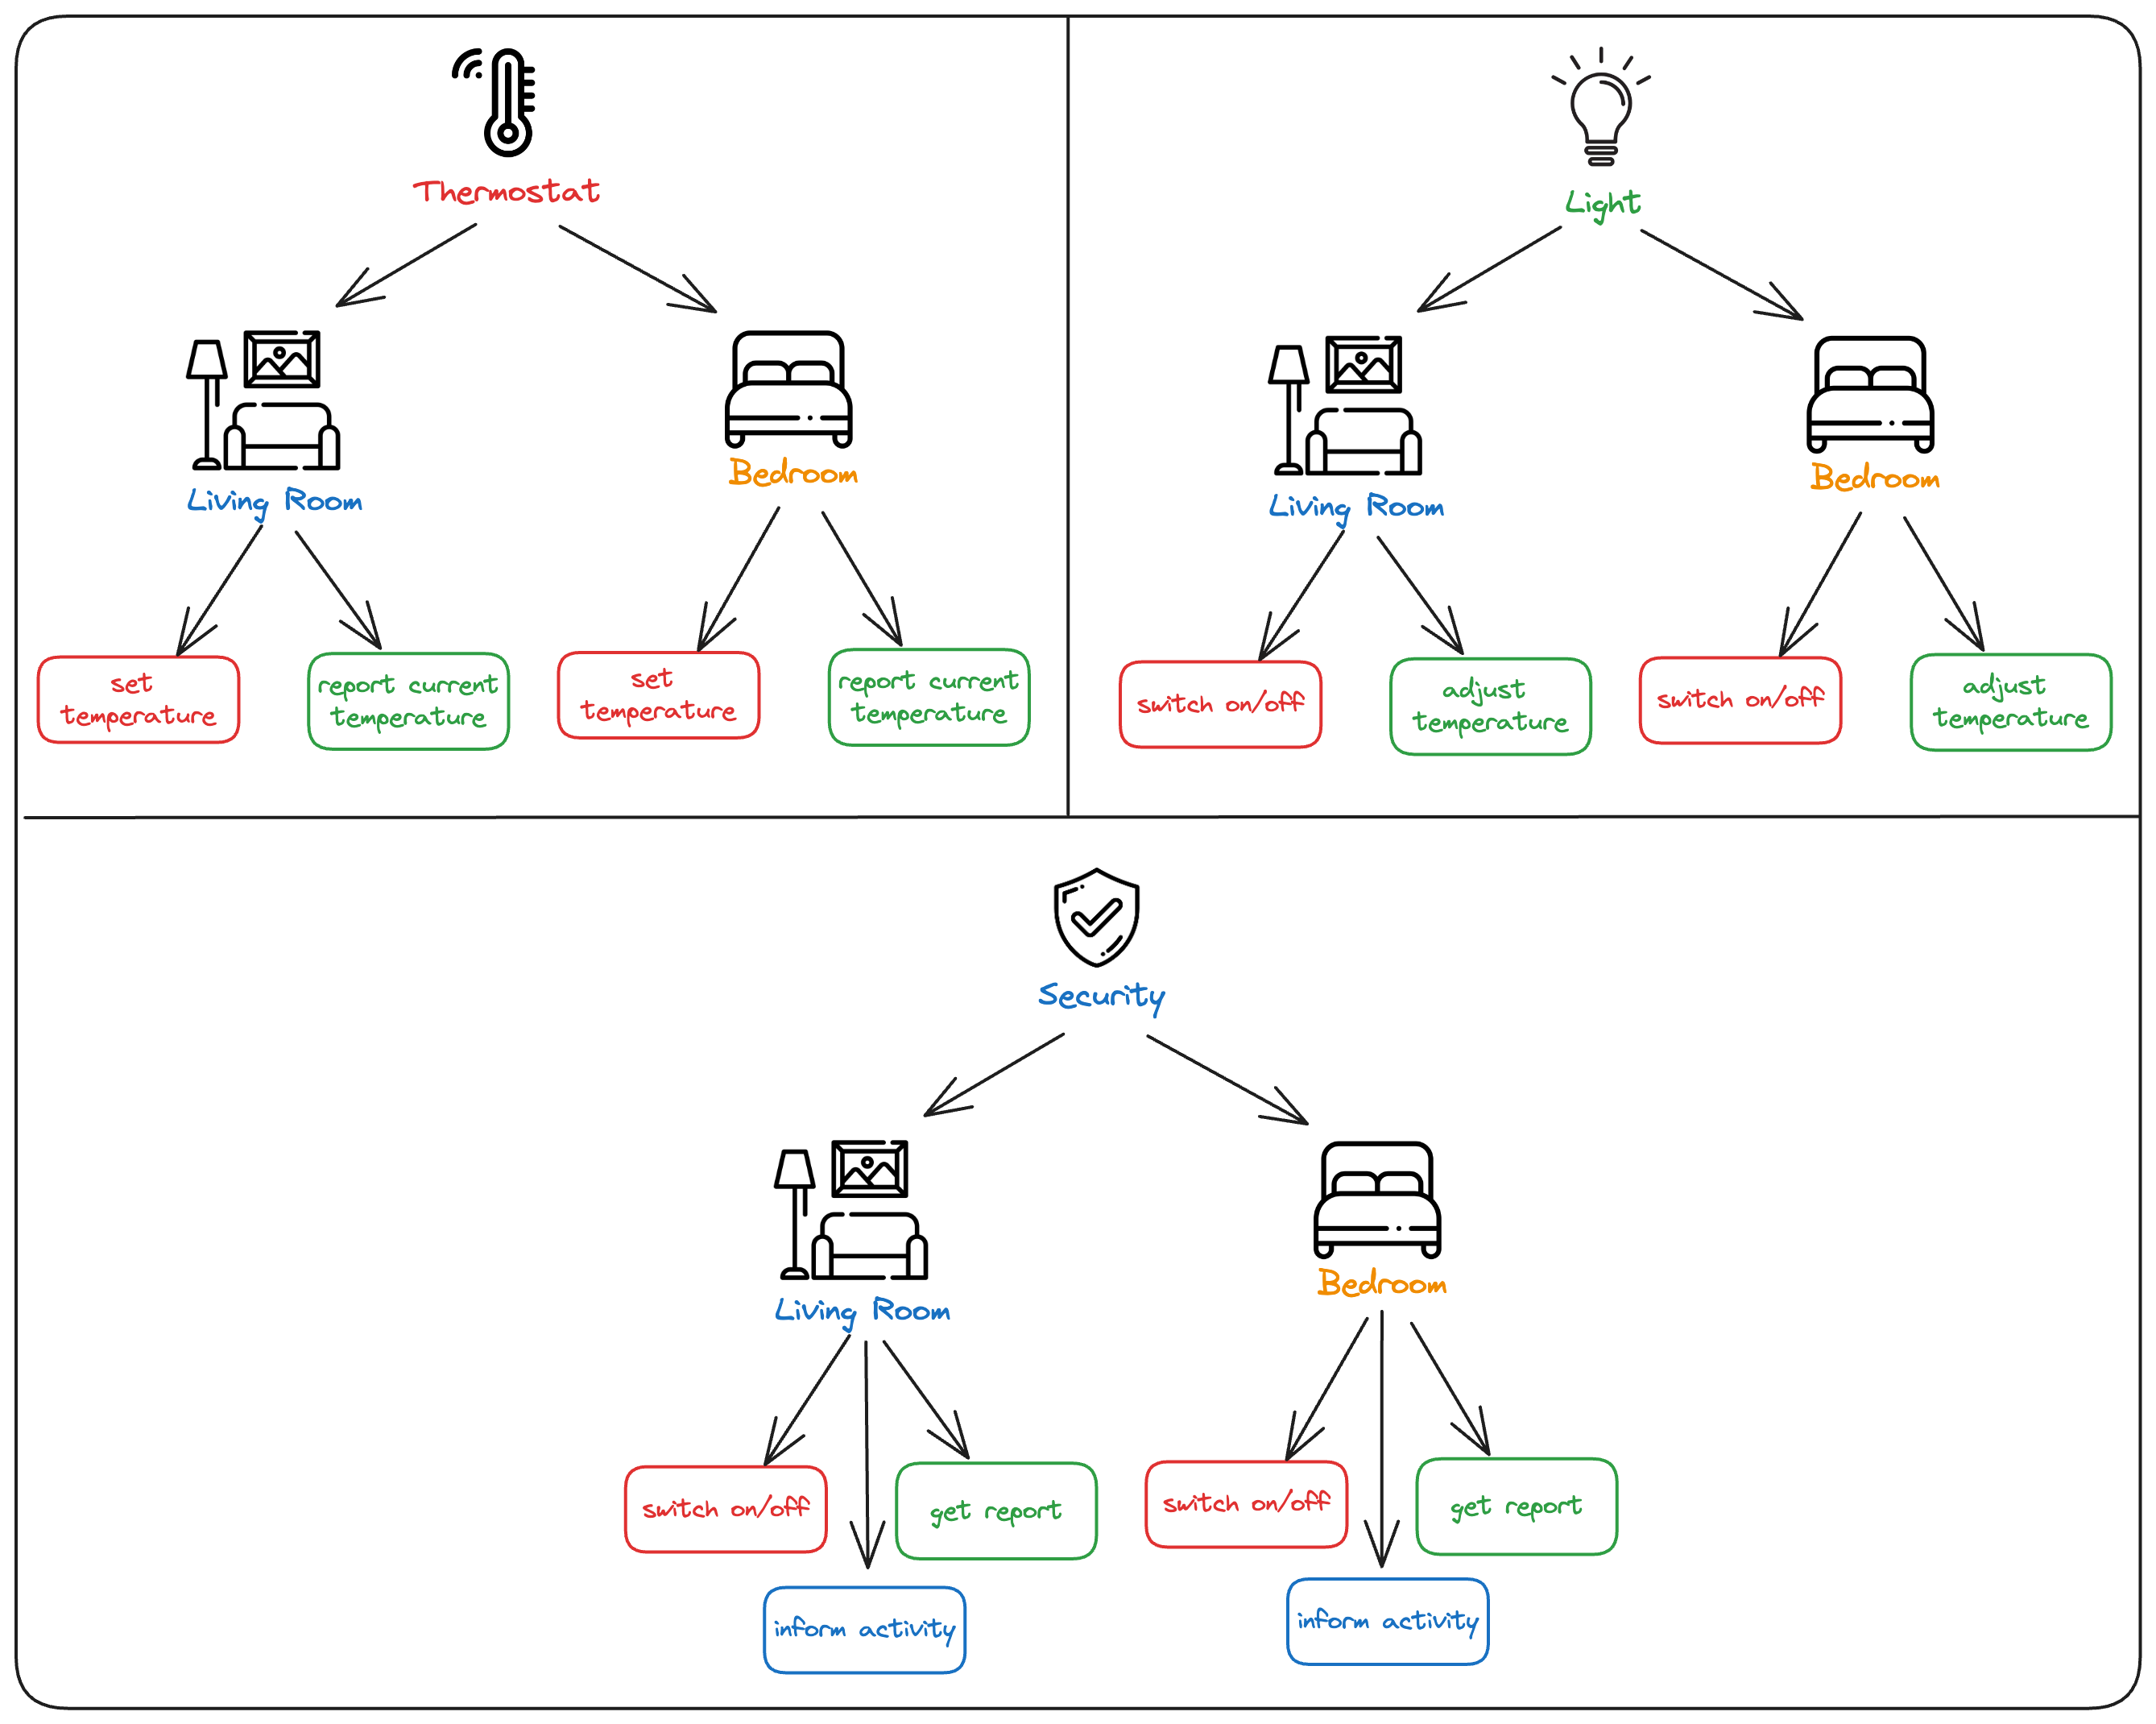 Thermostat
Living Room
Bedroom
set
temperature
report current
temperature
set
temperature
report current
temperature
Light
Living Room
Bedroom
switch on/off
adjust
temperature
switch on/off
adjust
temperature
Security
Living Room
Bedroom
switch on/off
get report
inform activity
switch on/off
get report
inform activity